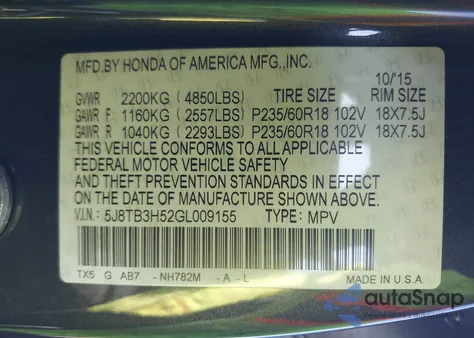 MFD.BY HONDA OF AMERICA MFG.,INC.
10/'15
GVWR 2200KG (4850LBS) TIRE SIZE RIM SIZE
GAWR F 1160KG (2557LBS) P235/60R18 102V 18X7.5J
GAWR R 1040KG (2293LBS) P235/60R18 102V 18X7.5J
THIS VEHICLE CONFORMS TO ALL APPLICABLE
FEDERAL MOTOR VEHICLE SAFETY
AND THEFT PREVENTION STANDARDS IN EFFECT
ON THE DATE OF MANUFACTURE SHOWN ABOVE.
V.I.N.: 5J8TB3H52GL009155 TYPE: MPV
TX5 G AB7 - NH782M - A - L
MADE IN U.S.A.
autoSnap